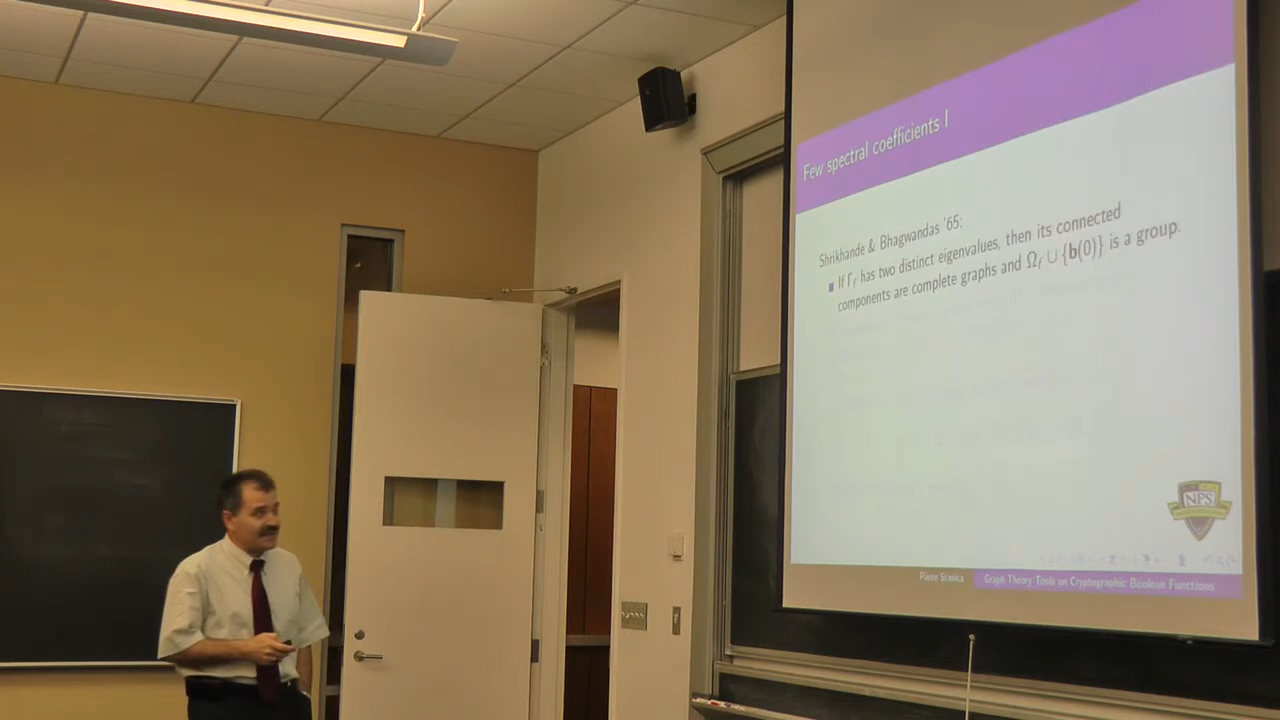 Few spectral coefficients I
Shrikhande & Bhagwandas '65:
If Γf has two distinct eigenvalues, then its connected
components are complete graphs and Ωf ∪ {b(0)} is a group.
NPS
Pante Stanica
Graph Theory Tools on Cryptographic Boolean Functions